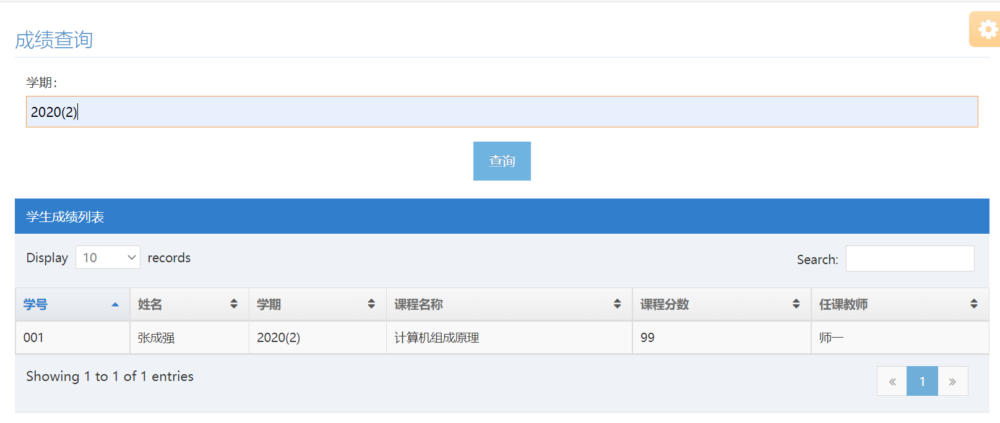 成绩查询
学期：
2020(2)
查询
学生成绩列表
Display 10 records Search:
学号 姓名 学期 课程名称 课程分数 任课教师
001 张成强 2020(2) 计算机组成原理 99 师一
Showing 1 to 1 of 1 entries
« 1 »